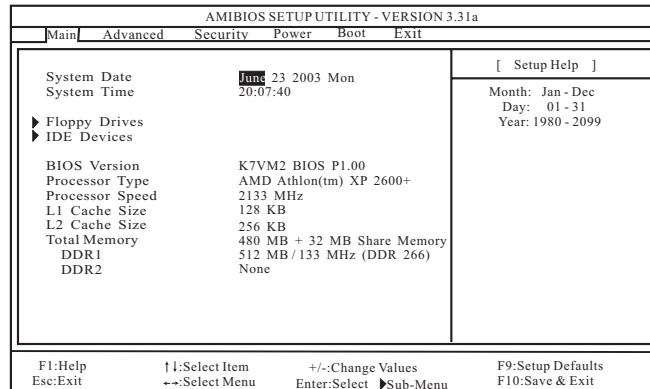 AMIBIOS SETUP UTILITY - VERSION 3.31a
Main Advanced Security Power Boot Exit
[ Setup Help ]
System Date June 23 2003 Mon
System Time 20:07:40
Month: Jan - Dec
Day: 01 - 31
Year: 1980 - 2099
Floppy Drives
IDE Devices
BIOS Version K7VM2 BIOS P1.00
Processor Type AMD Athlon(tm) XP 2600+
Processor Speed 2133 MHz
L1 Cache Size 128 KB
L2 Cache Size 256 KB
Total Memory 480 MB + 32 MB Share Memory
DDR1 512 MB / 133 MHz (DDR 266)
DDR2 None
F1:Help ↑↓:Select Item +/-:Change Values F9:Setup Defaults
Esc:Exit ←→:Select Menu Enter:Select ▶Sub-Menu F10:Save & Exit